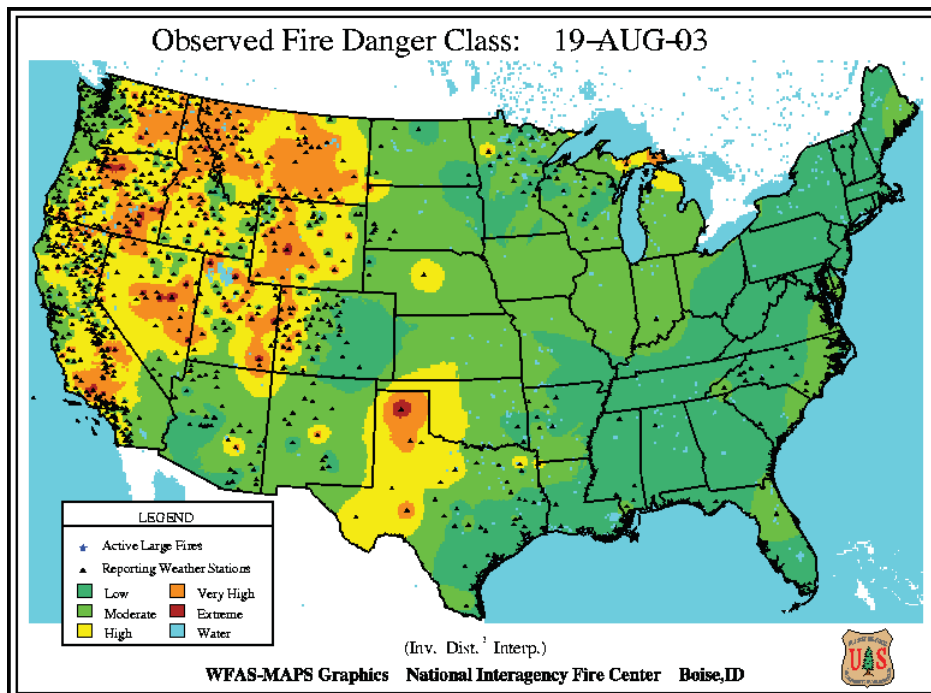 Observed Fire Danger Class: 19-AUG-03
LEGEND
Active Large Fires
Reporting Weather Stations
Low Very High
Moderate Extreme
High Water
(Inv. Dist.² Interp.)
WFAS-MAPS Graphics National Interagency Fire Center Boise,ID
U S